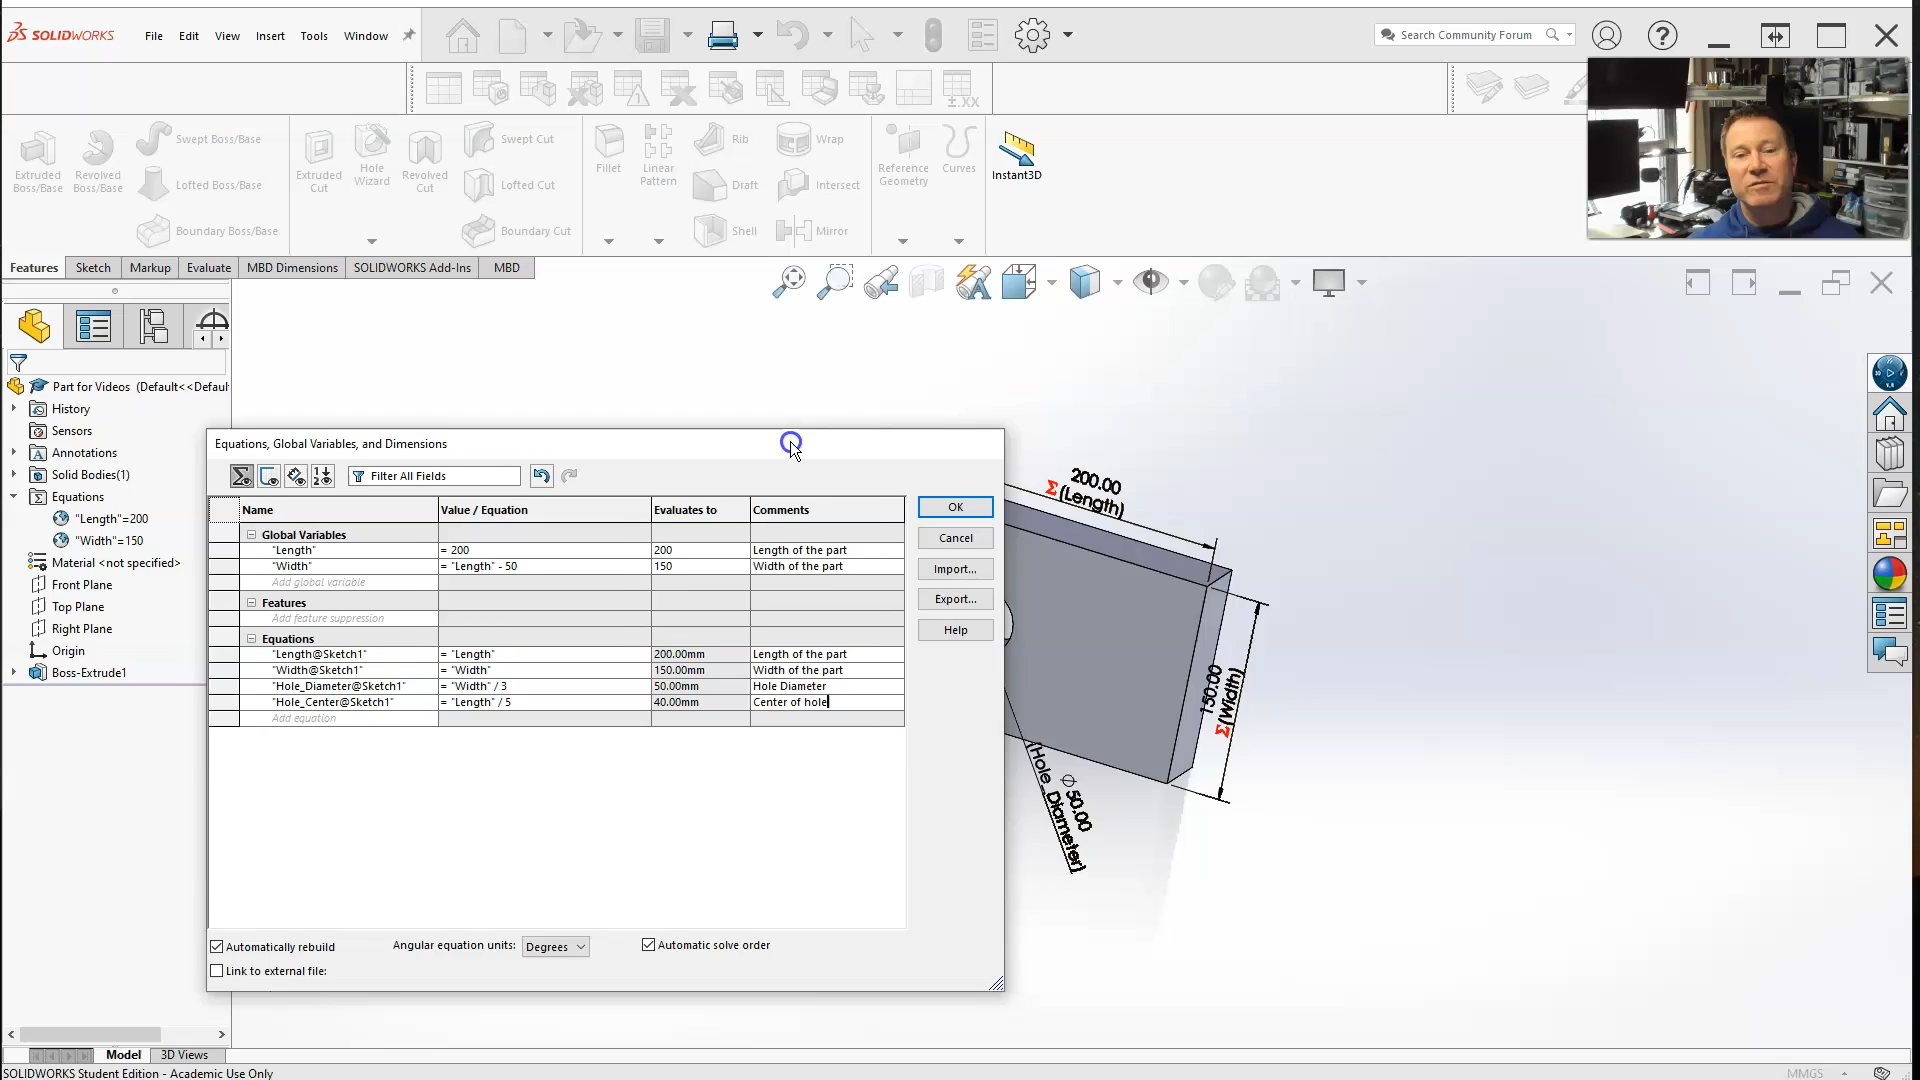 SOLIDWORKS
File Edit View Insert Tools Window
Search Community Forum
±.XX
Extruded Boss/Base
Revolved Boss/Base
Swept Boss/Base
Lofted Boss/Base
Boundary Boss/Base
Extruded Cut
Hole Wizard
Revolved Cut
Swept Cut
Lofted Cut
Boundary Cut
Fillet
Linear Pattern
Rib
Draft
Shell
Wrap
Intersect
Mirror
Reference Geometry
Curves
Instant3D
Features Sketch Markup Evaluate MBD Dimensions SOLIDWORKS Add-Ins MBD
Part for Videos (Default<<Defaul
History
Sensors
Annotations
Solid Bodies(1)
Equations
"Length"=200
"Width"=150
Material <not specified>
Front Plane
Top Plane
Right Plane
Origin
Boss-Extrude1
Equations, Global Variables, and Dimensions
Filter All Fields
Name Value / Equation Evaluates to Comments
Global Variables
"Length" = 200 200 Length of the part
"Width" = "Length" - 50 150 Width of the part
Add global variable
Features
Add feature suppression
Equations
"Length@Sketch1" = "Length" 200.00mm Length of the part
"Width@Sketch1" = "Width" 150.00mm Width of the part
"Hole_Diameter@Sketch1" = "Width" / 3 50.00mm Hole Diameter
"Hole_Center@Sketch1" = "Length" / 5 40.00mm Center of hole
Add equation
OK
Cancel
Import...
Export...
Help
Automatically rebuild
Angular equation units: Degrees
Automatic solve order
Link to external file:
200.00
Σ(Length)
150.00
Σ(Width)
∅ 50.00
(Hole_Diameter)
Model 3D Views
SOLIDWORKS Student Edition - Academic Use Only
MMGS